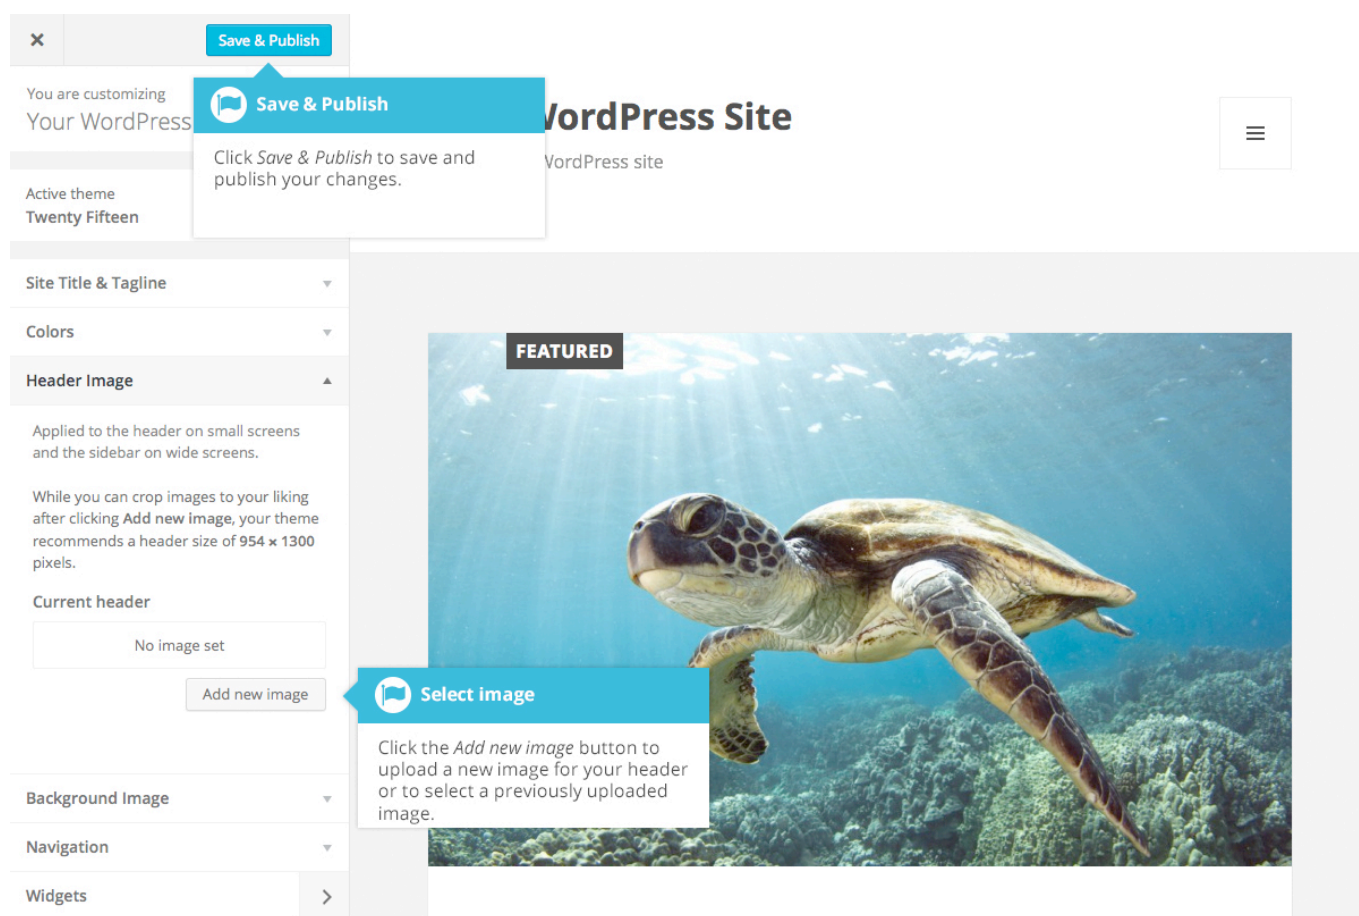 Save & Publish
You are customizing
Your WordPress
Save & Publish
Click Save & Publish to save and
publish your changes.
WordPress Site
WordPress site
Active theme
Twenty Fifteen
Site Title & Tagline
Colors
Header Image
Applied to the header on small screens
and the sidebar on wide screens.
While you can crop images to your liking
after clicking Add new image, your theme
recommends a header size of 954 × 1300
pixels.
Current header
No image set
Add new image
Select image
Click the Add new image button to
upload a new image for your header
or to select a previously uploaded
image.
Background Image
Navigation
Widgets
FEATURED